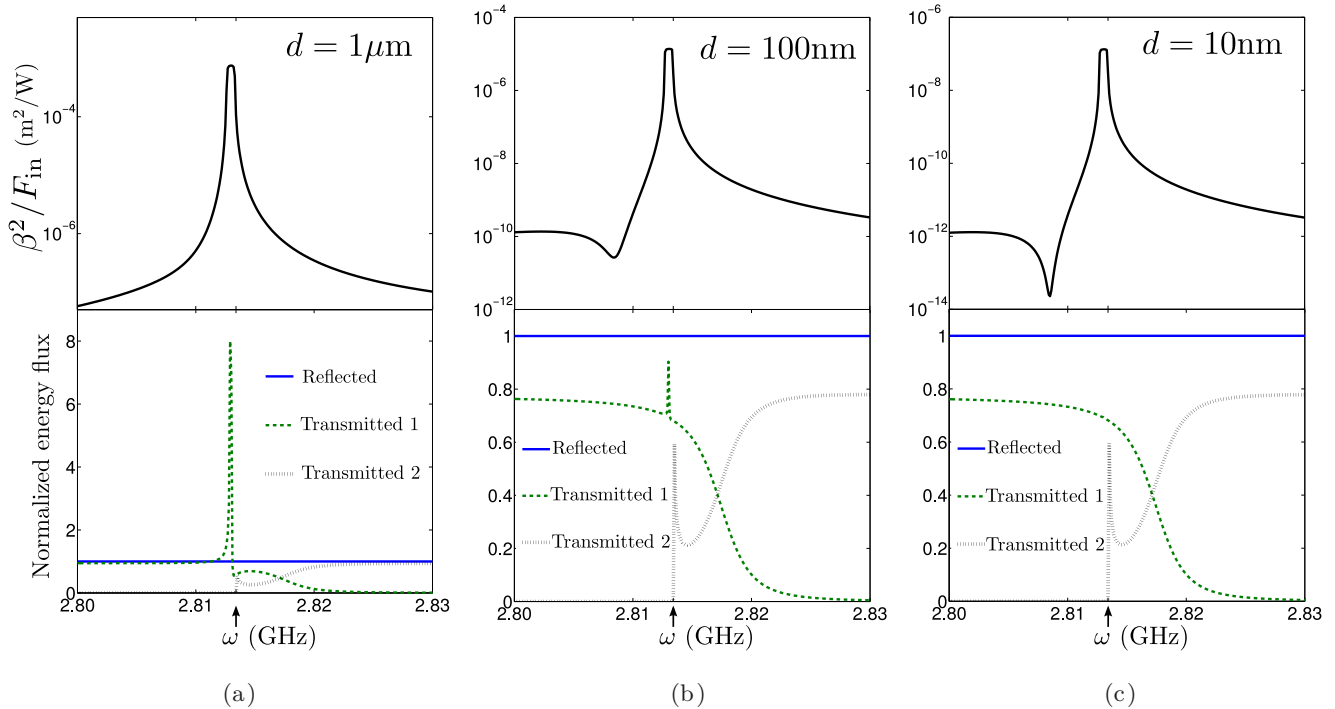 d = 1μm
β²/F_in (m²/W)
10⁻⁴
10⁻⁶
Normalized energy flux
8
6
4
2
0
Reflected
Transmitted 1
Transmitted 2
2.80
2.81
2.82
2.83
ω (GHz)
(a)
d = 100nm
10⁻⁴
10⁻⁶
10⁻⁸
10⁻¹⁰
10⁻¹²
1
0.8
0.6
0.4
0.2
0
Reflected
Transmitted 1
Transmitted 2
2.80
2.81
2.82
2.83
ω (GHz)
(b)
d = 10nm
10⁻⁶
10⁻⁸
10⁻¹⁰
10⁻¹²
10⁻¹⁴
1
0.8
0.6
0.4
0.2
0
Reflected
Transmitted 1
Transmitted 2
2.80
2.81
2.82
2.83
ω (GHz)
(c)